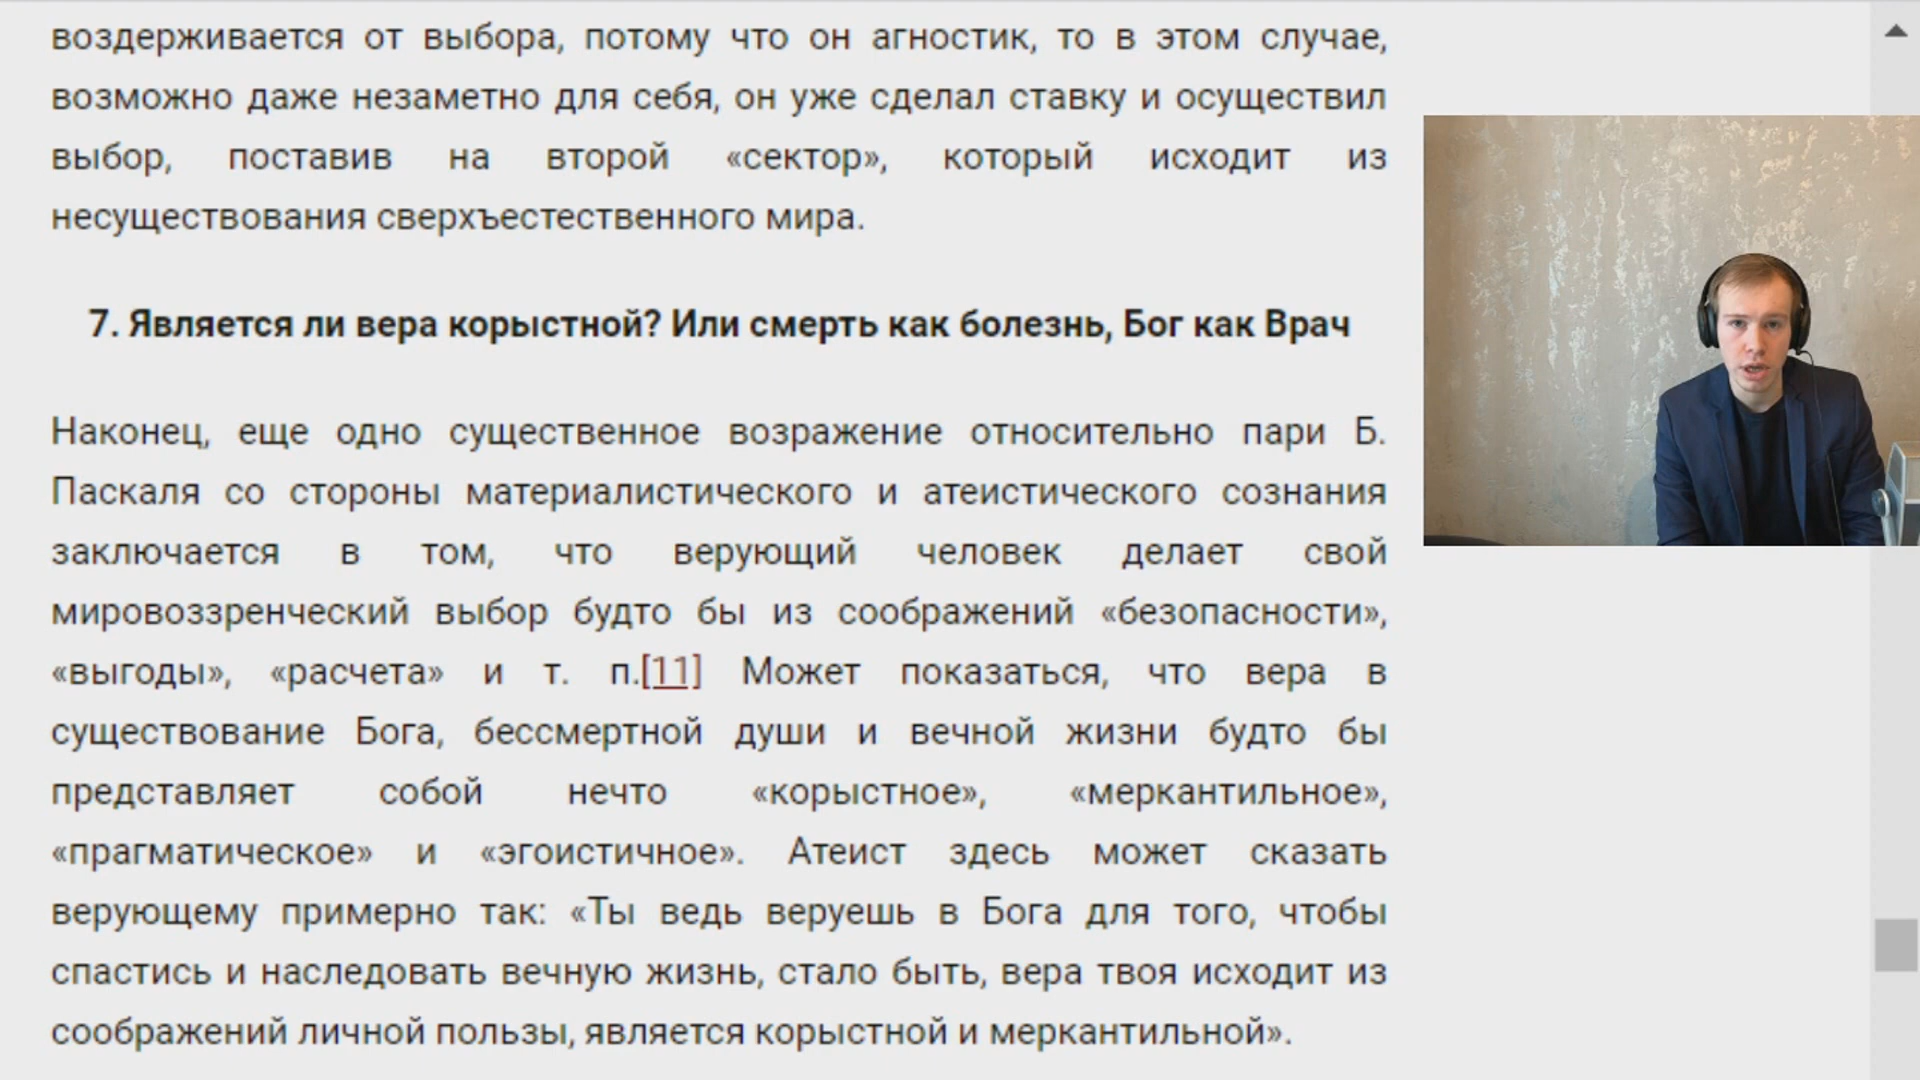 воздерживается от выбора, потому что он агностик, то в этом случае,
возможно даже незаметно для себя, он уже сделал ставку и осуществил
выбор, поставив на второй «сектор», который исходит из
несуществования сверхъестественного мира.
7. Является ли вера корыстной? Или смерть как болезнь, Бог как Врач
Наконец, еще одно существенное возражение относительно пари Б.
Паскаля со стороны материалистического и атеистического сознания
заключается в том, что верующий человек делает свой
мировоззренческий выбор будто бы из соображений «безопасности»,
«выгоды», «расчета» и т. п.[11] Может показаться, что вера в
существование Бога, бессмертной души и вечной жизни будто бы
представляет собой нечто «корыстное», «меркантильное»,
«прагматическое» и «эгоистичное». Атеист здесь может сказать
верующему примерно так: «Ты ведь веруешь в Бога для того, чтобы
спастись и наследовать вечную жизнь, стало быть, вера твоя исходит из
соображений личной пользы, является корыстной и меркантильной».